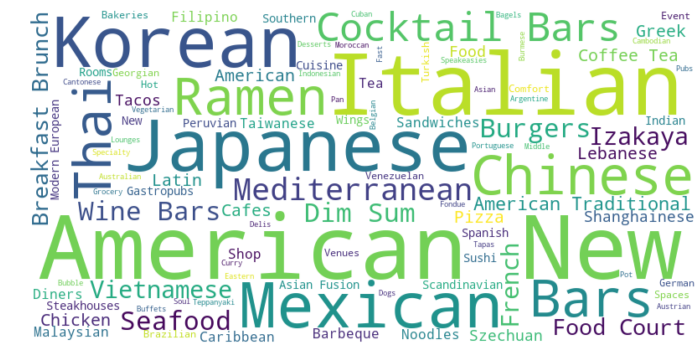 Bakeries
Filipino
Southern
Cuban
Bagels
Event
Korean
Cocktail Bars
Greek
Desserts
Moroccan
Fast
Turkish
Speakeasies
Burmese
Cambodian
Breakfast Brunch
Italian
Food
Coffee Tea
Cuisine
Pubs
Rooms
Georgian
American
Indonesian
Tea
Asian
Cantonese
Hot
Ramen
Pan
Comfort
Thai
Tacos
Belgian
Argentine
Vegetarian
New
Peruvian
Taiwanese
Wings
Sandwiches
Burgers
Indian
Modern European
Lounges
Japanese
Izakaya
Specialty
Portuguese
Middle
Lebanese
Australian
Latin
Venezuelan
Chinese
Grocery
Gastropubs
Mediterranean
Wine Bars
Cafes
Dim Sum
Fondue
American Traditional
Pizza
Shanghainese
American New
Delis
Spanish
Shop
Venues
Tapas
Curry
Sushi
French
Eastern
Pot
Bubble
Vietnamese
Asian Fusion
Scandinavian
German
Diners
Mexican
Bars
Spaces
Buffets
Soul
Teppanyaki
Dogs
Steakhouses
Austrian
Chicken
Seafood
Food Court
Malaysian
Brazilian
Caribbean
Barbeque
Noodles
Szechuan